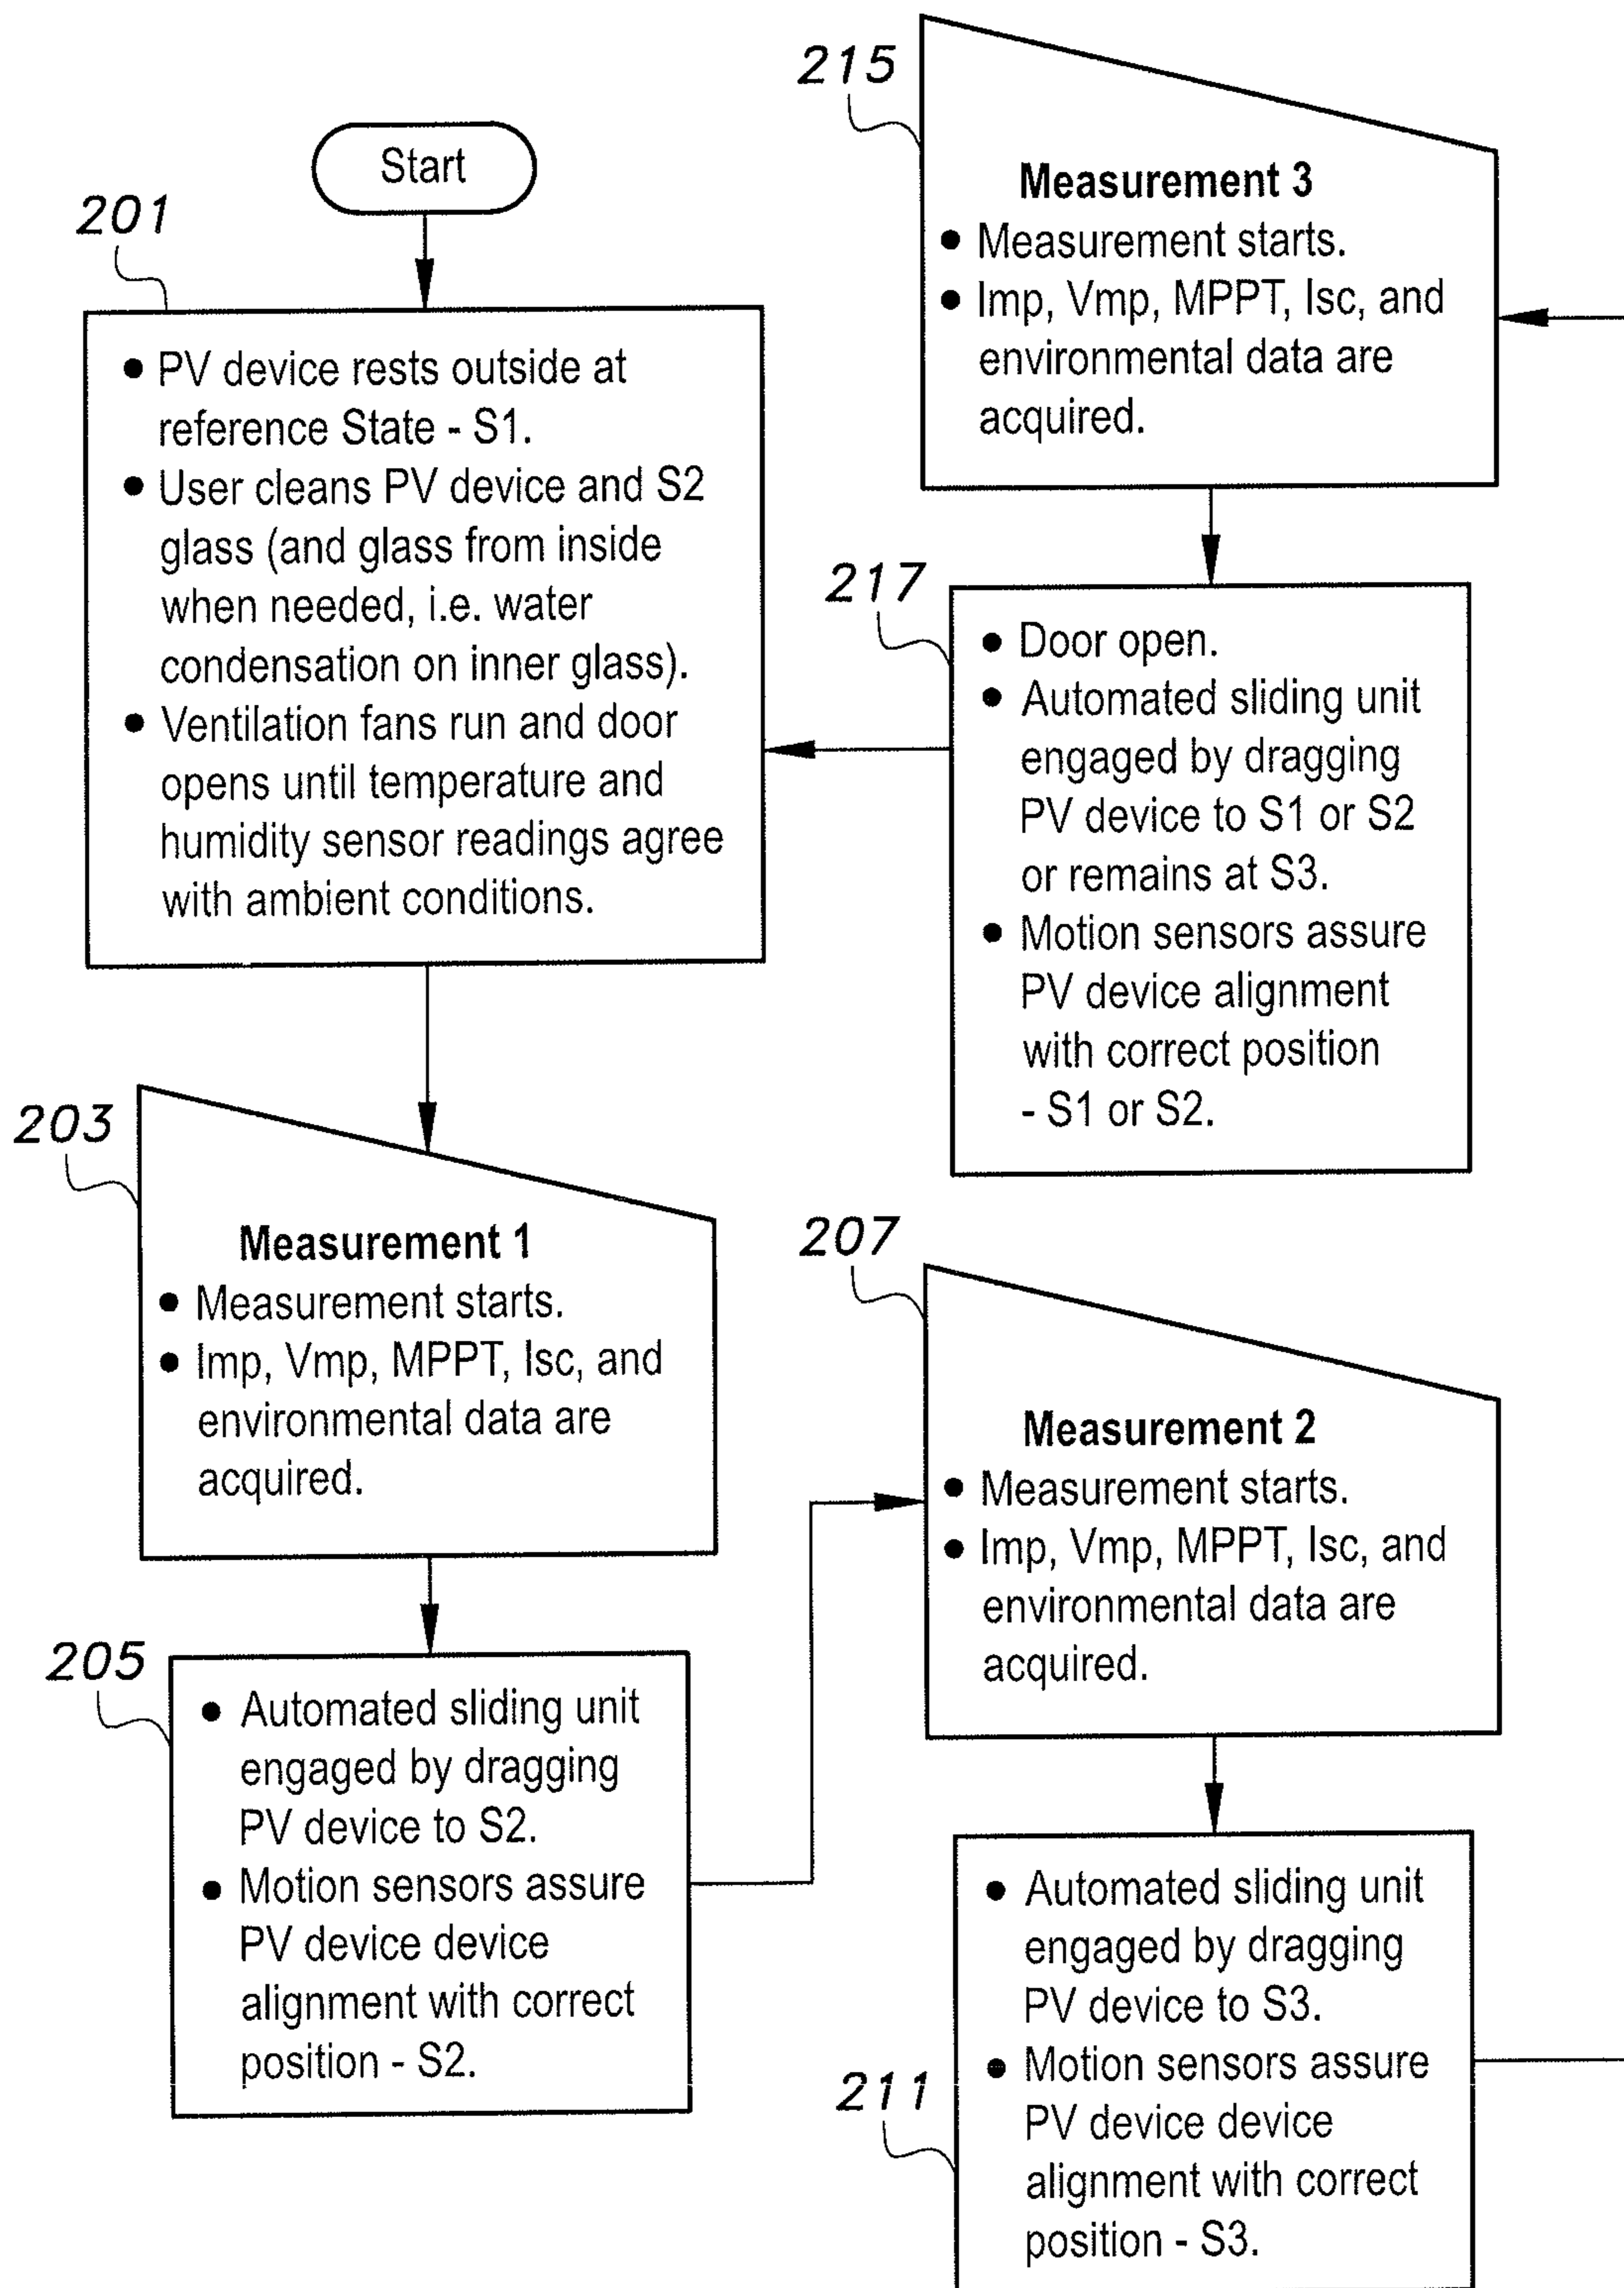 Start
201
● PV device rests outside at
reference State - S1.
● User cleans PV device and S2
glass (and glass from inside
when needed, i.e. water
condensation on inner glass).
● Ventilation fans run and door
opens until temperature and
humidity sensor readings agree
with ambient conditions.
203
Measurement 1
● Measurement starts.
● Imp, Vmp, MPPT, Isc, and
environmental data are
acquired.
205
● Automated sliding unit
engaged by dragging
PV device to S2.
● Motion sensors assure
PV device device
alignment with correct
position - S2.
207
Measurement 2
● Measurement starts.
● Imp, Vmp, MPPT, Isc, and
environmental data are
acquired.
211
● Automated sliding unit
engaged by dragging
PV device to S3.
● Motion sensors assure
PV device device
alignment with correct
position - S3.
215
Measurement 3
● Measurement starts.
● Imp, Vmp, MPPT, Isc, and
environmental data are
acquired.
217
● Door open.
● Automated sliding unit
engaged by dragging
PV device to S1 or S2
or remains at S3.
● Motion sensors assure
PV device alignment
with correct position
- S1 or S2.